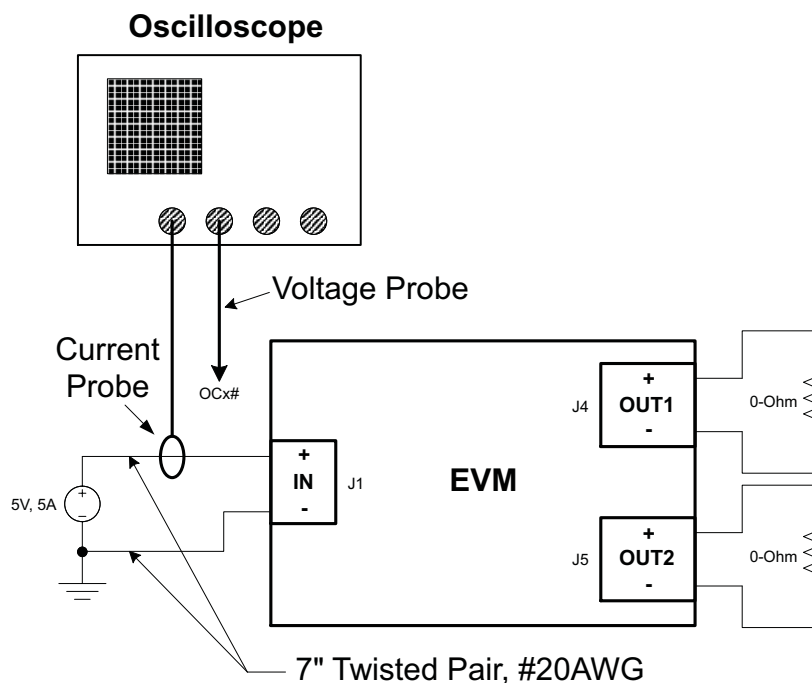 Oscilloscope
Voltage Probe
Current
Probe
OCx#
+
IN
-
J1
EVM
J4
+
OUT1
-
0-Ohm
J5
+
OUT2
-
0-Ohm
5V, 5A
+
–
7" Twisted Pair, #20AWG